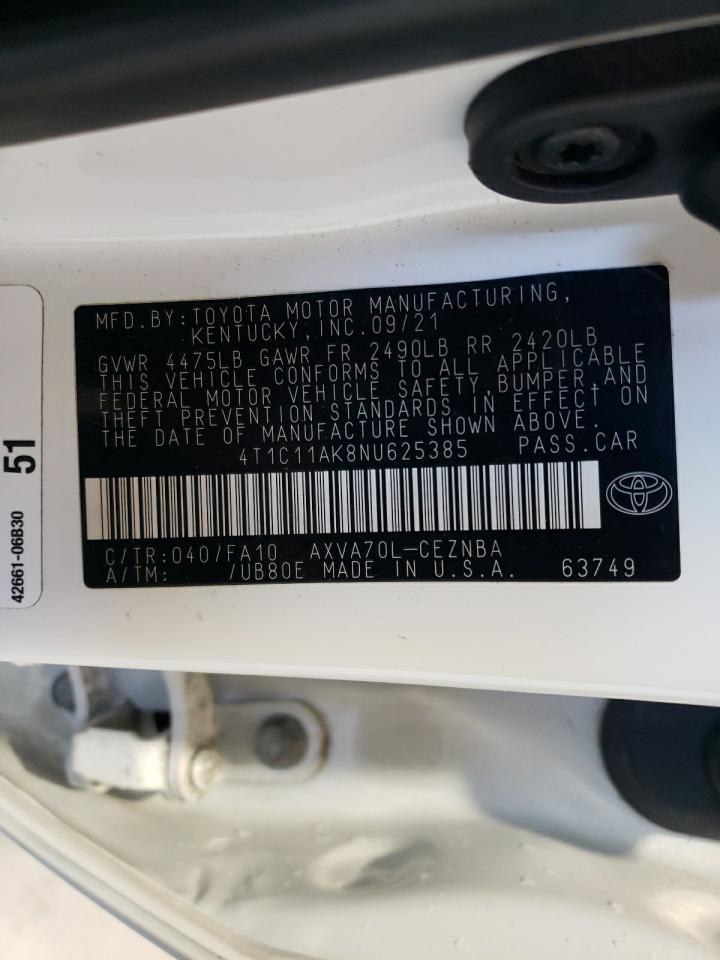 MFD.BY:TOYOTA MOTOR MANUFACTURING,
KENTUCKY,INC.09/21
GVWR 4475LB GAWR FR 2490LB RR 2420LB
THIS VEHICLE CONFORMS TO ALL APPLICABLE
FEDERAL MOTOR VEHICLE SAFETY,BUMPER,AND
THEFT PREVENTION STANDARDS IN EFFECT ON
THE DATE OF MANUFACTURE SHOWN ABOVE.
4T1C11AK8NU625385 PASS.CAR
C/TR:040/FA10 AXVA70L-CEZNBA
A/TM: /UB80E MADE IN U.S.A. 63749
51
42661-06B30